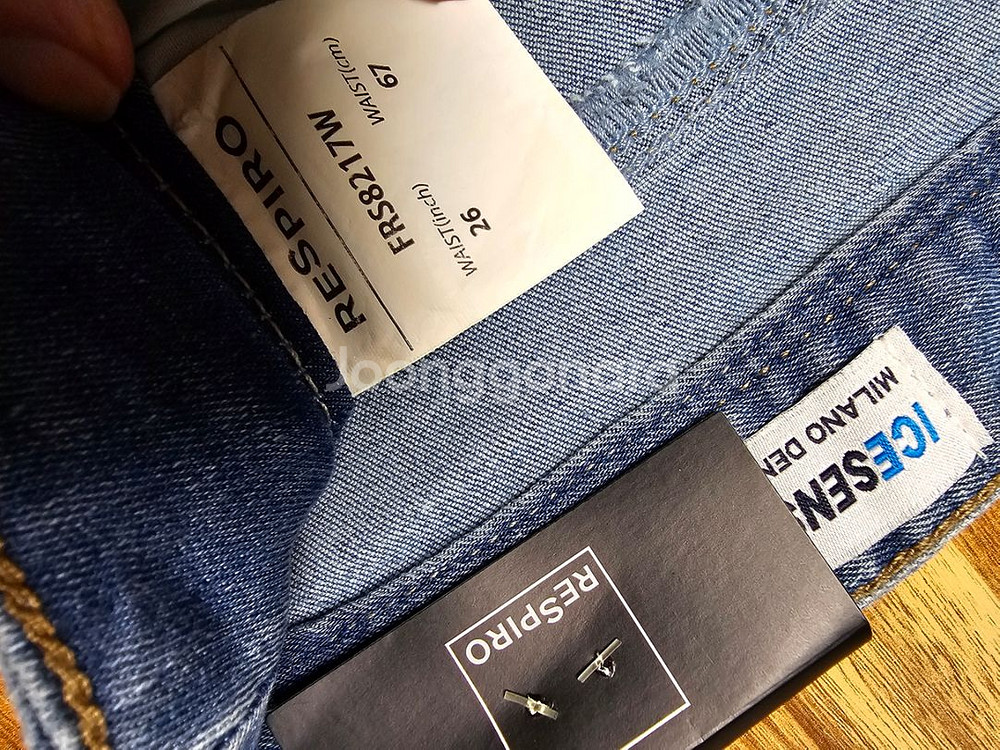 RESPIRO
FRS8217W
WAIST(inch) WAIST(cm)
26 67
ICESENS
MILANO DEN
RESPIRO